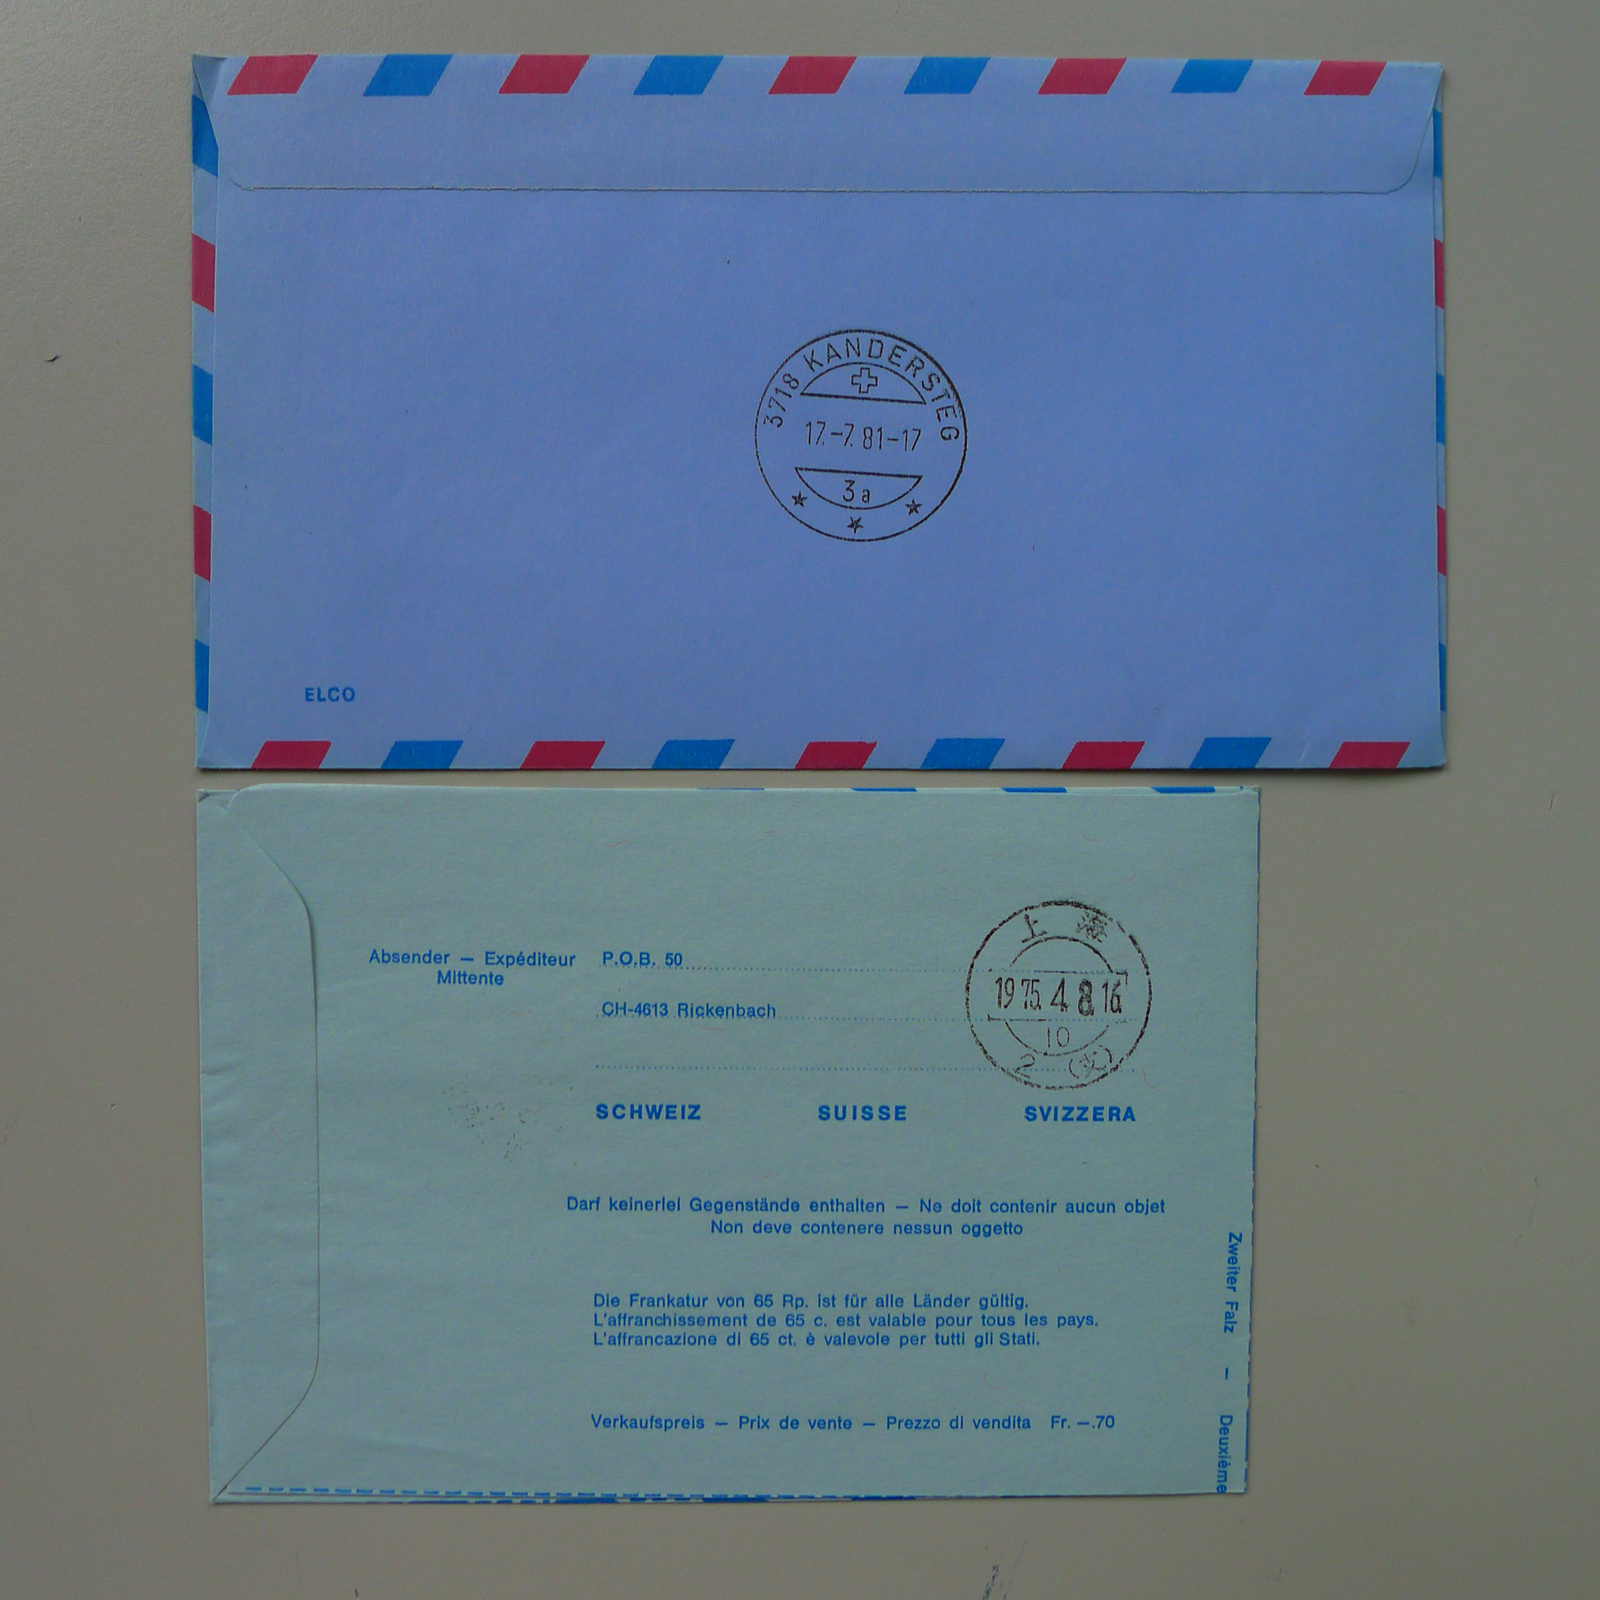 3718 KANDERSTEG
17.-7.81-17
3a
ELCO
上海
1975.4.8.16
10
2
Absender — Expéditeur
Mittente
P.O.B. 50
CH-4613 Rickenbach
SCHWEIZ SUISSE SVIZZERA
Darf keinerlei Gegenstände enthalten — Ne doit contenir aucun objet
Non deve contenere nessun oggetto
Die Frankatur von 65 Rp. ist für alle Länder gültig.
L'affranchissement de 65 c. est valable pour tous les pays.
L'affrancazione di 65 ct. è valevole per tutti gli Stati.
Verkaufspreis — Prix de vente — Prezzo di vendita Fr. —.70
Zweiter Falz — Deuxième